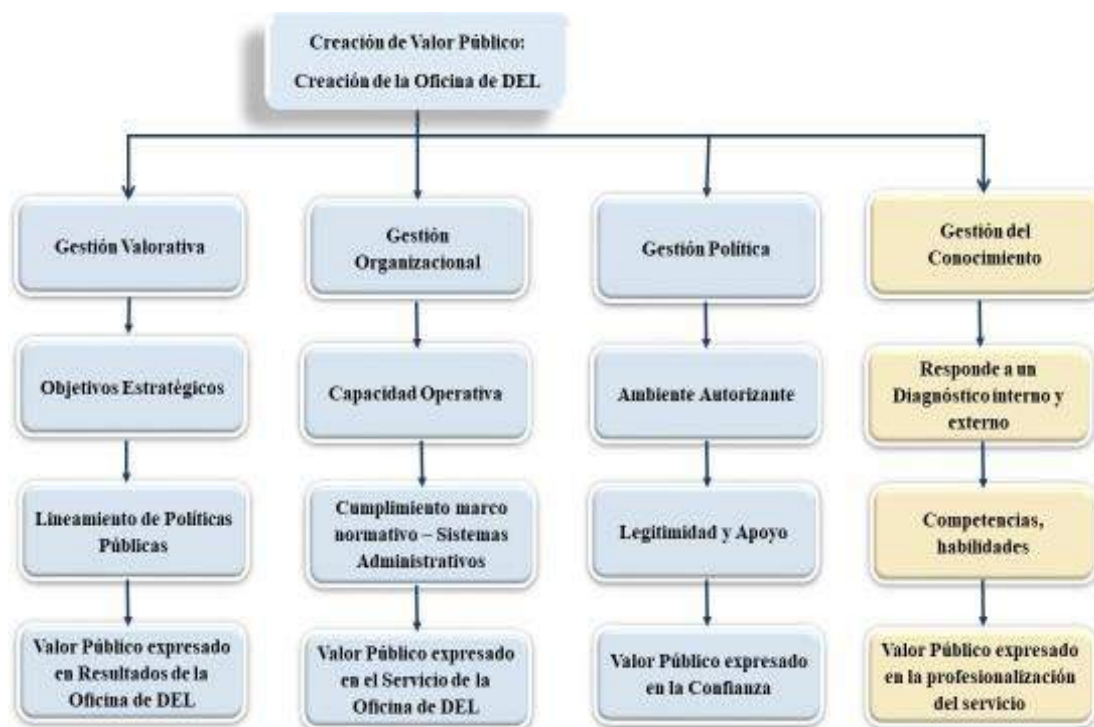 Creación de Valor Público:
Creación de la Oficina de DEL
Gestión Valorativa
Gestión
Organizacional
Gestión Política
Gestión del
Conocimiento
Objetivos Estratégicos
Capacidad Operativa
Ambiente Autorizante
Responde a un
Diagnóstico interno y
externo
Lineamiento de Políticas
Públicas
Cumplimiento marco
normativo – Sistemas
Administrativos
Legitimidad y Apoyo
Competencias,
habilidades
Valor Público expresado
en Resultados de la
Oficina de DEL
Valor Público expresado
en el Servicio de la
Oficina de DEL
Valor Público expresado
en la Confianza
Valor Público expresado
en la profesionalización
del servicio